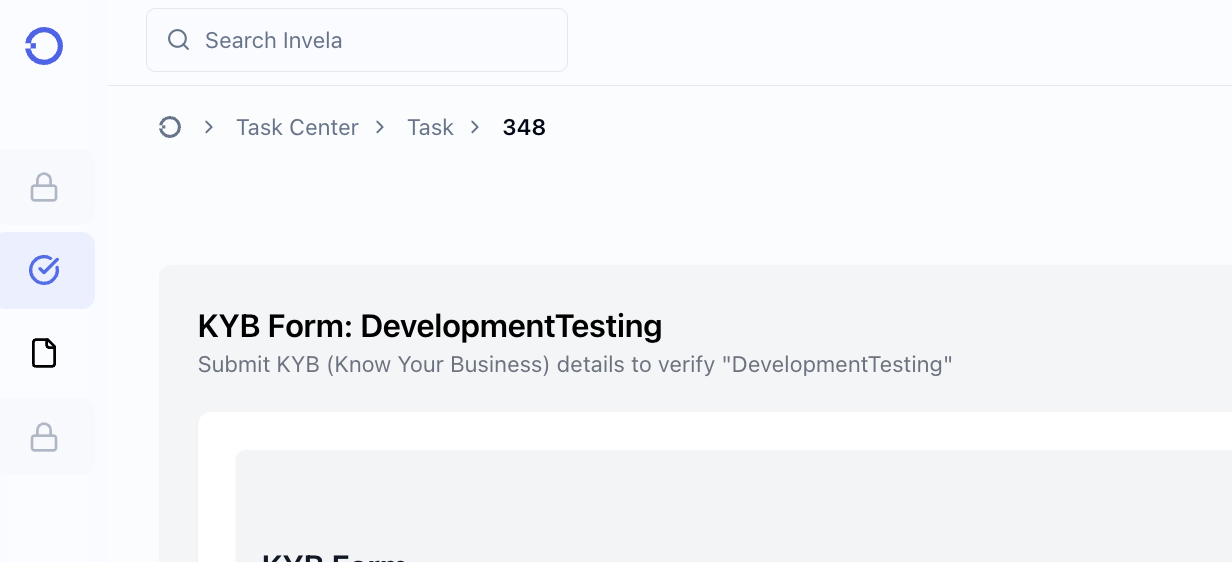 Search Invela
Task Center > Task > 348
KYB Form: DevelopmentTesting
Submit KYB (Know Your Business) details to verify "DevelopmentTesting"
KYB Form